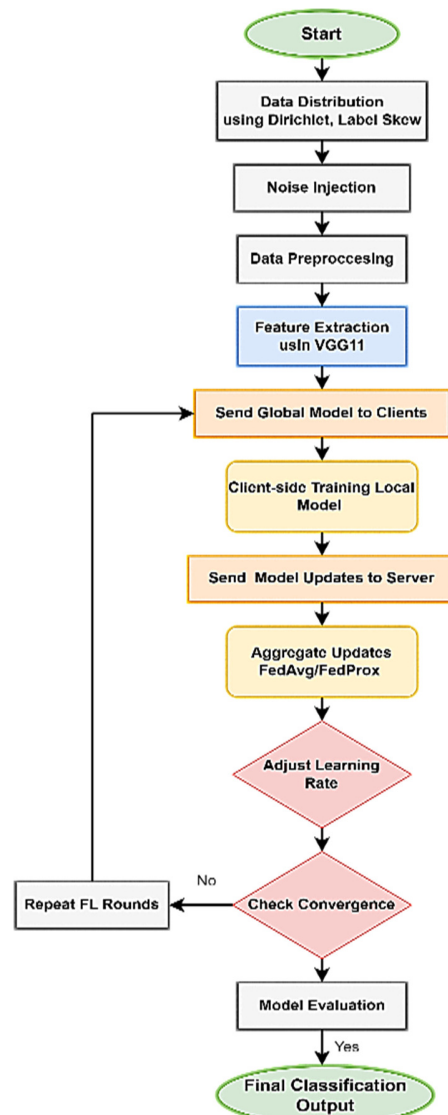 Start
Data Distribution
using Dirichlet, Label Skew
Noise Injection
Data Preproccesing
Feature Extraction
usIn VGG11
Send Global Model to Clients
Client-side Training Local
Model
Send Model Updates to Server
Aggregate Updates
FedAvg/FedProx
Adjust Learning
Rate
No
Repeat FL Rounds
Check Convergence
Model Evaluation
Yes
Final Classification
Output